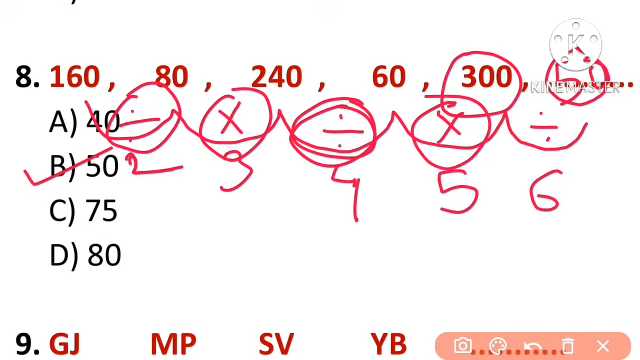 8. 160 , 80 , 240 , 60 , 300 , 50 ...
K
KINEMASTER
A) 40
÷ × ÷ × ÷
B) 50
2 3 4 5 6
C) 75
D) 80
9. GJ MP SV YB ............